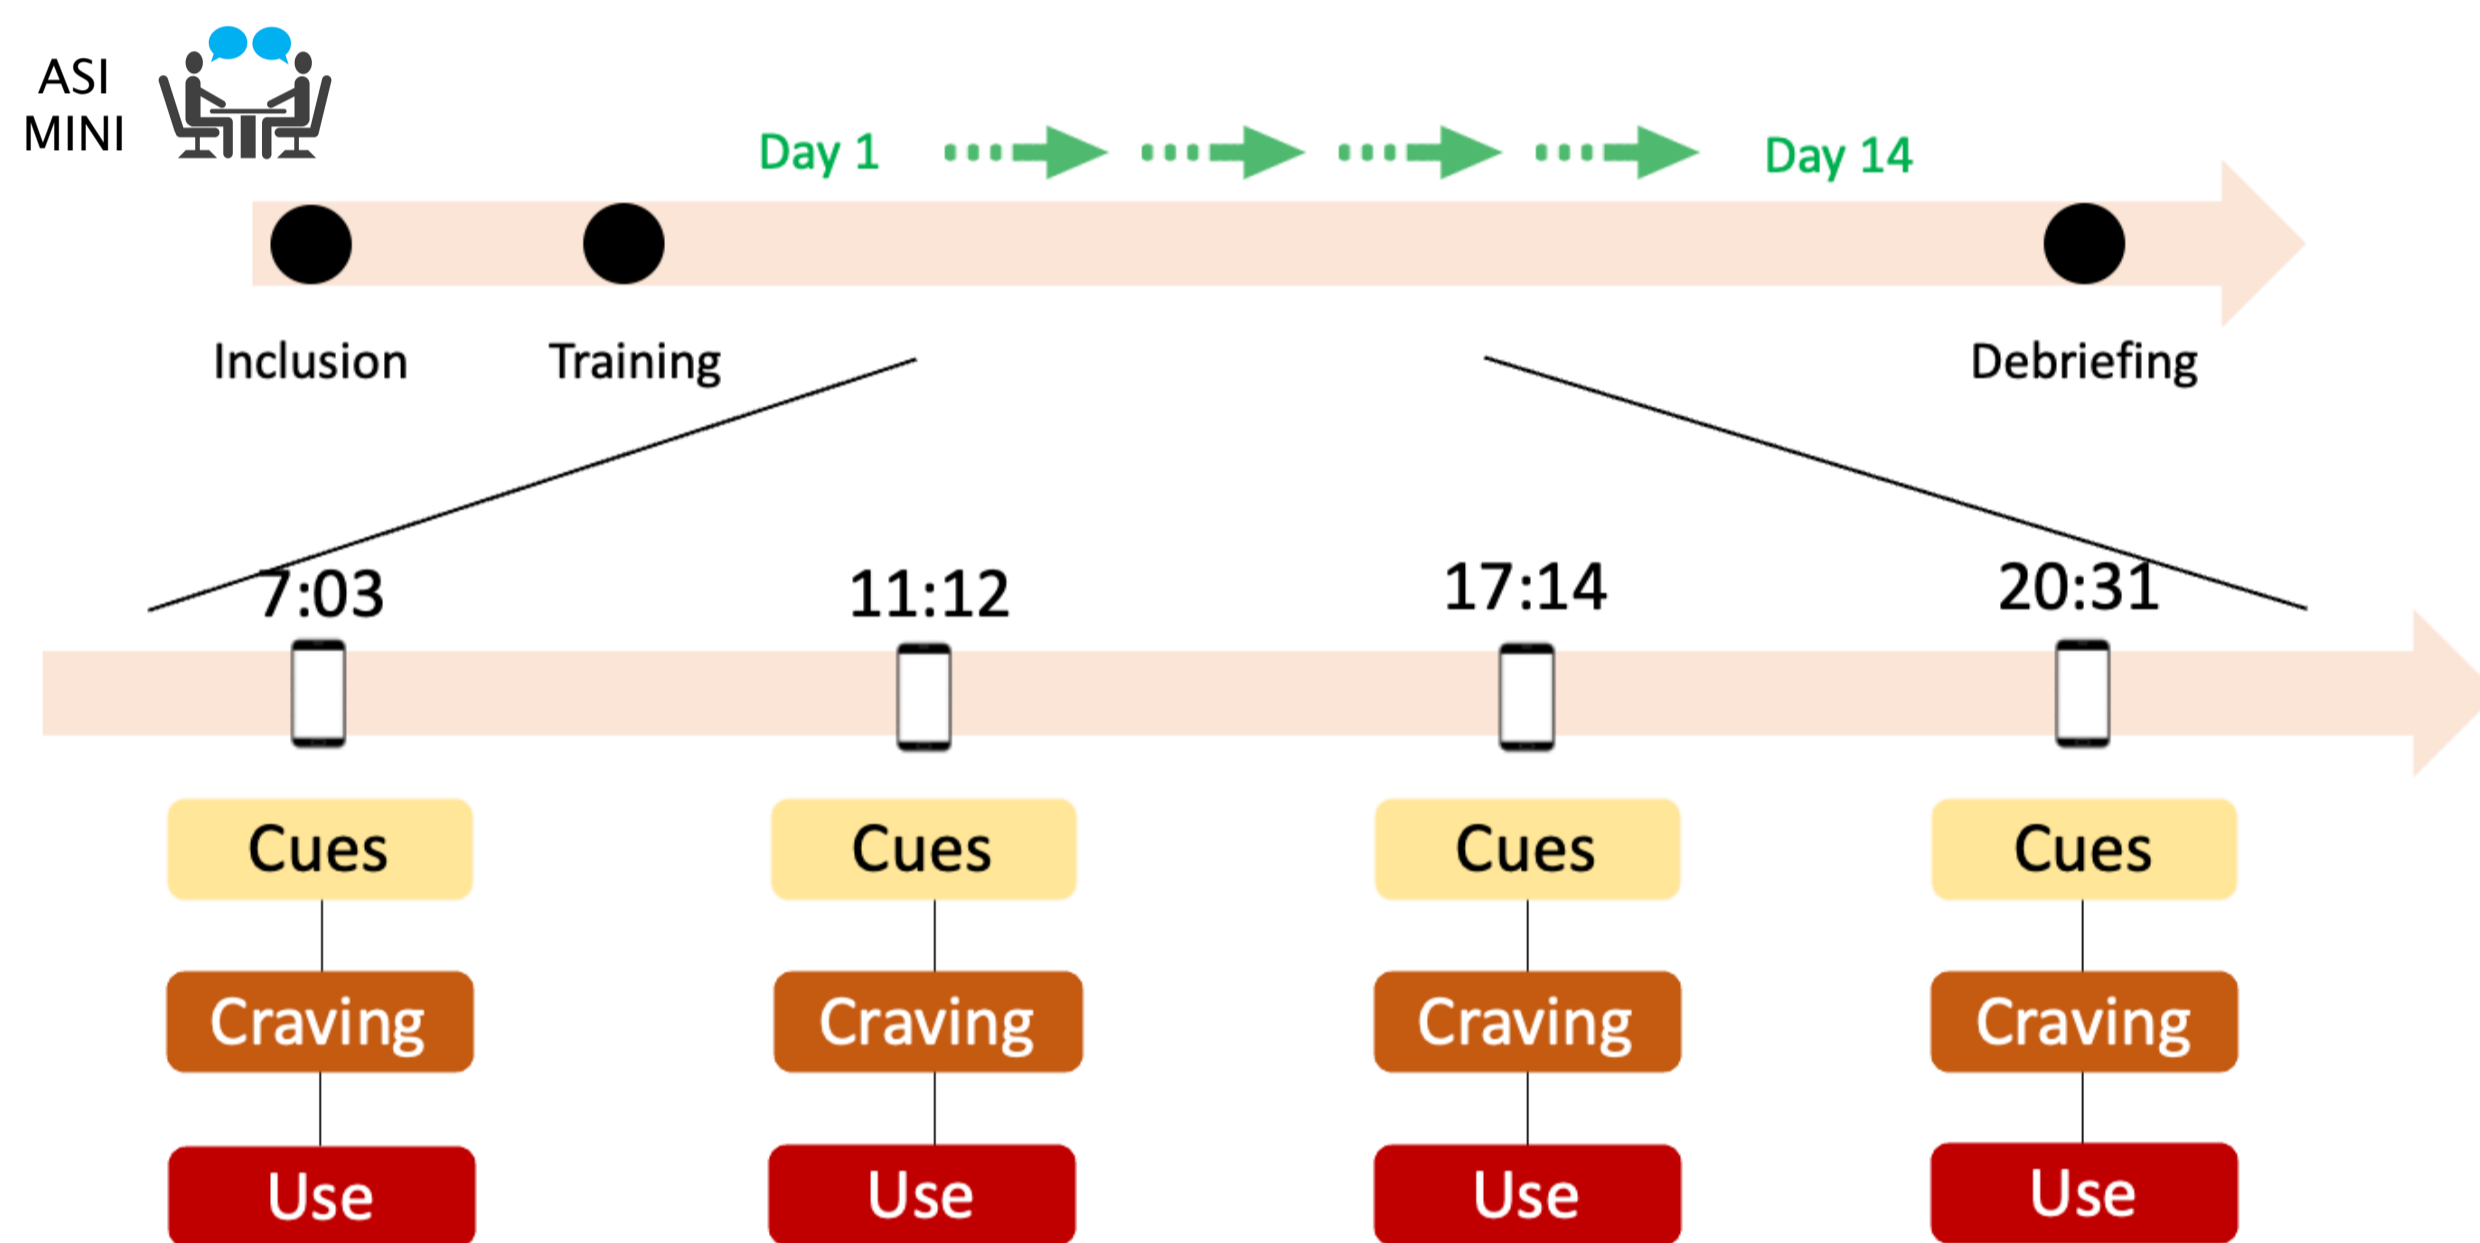 ASI
MINI
Day 1
Day 14
Inclusion
Training
Debriefing
7:03
11:12
17:14
20:31
Cues
Cues
Cues
Cues
Craving
Craving
Craving
Craving
Use
Use
Use
Use